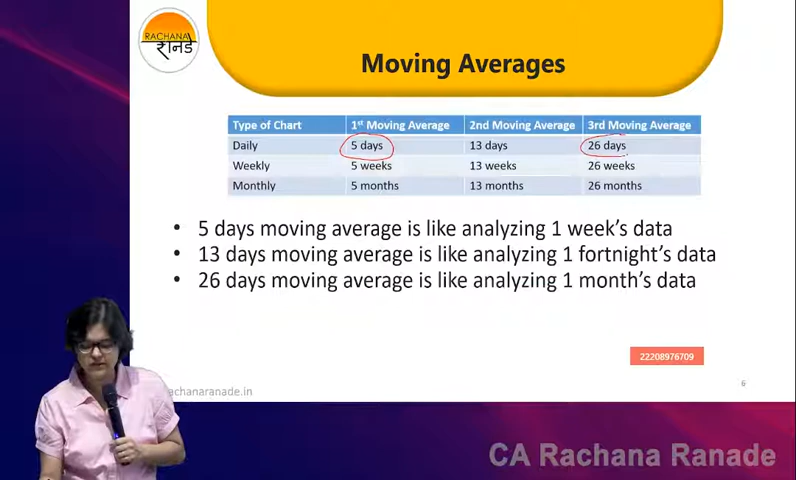 RACHANA
रानडे
Moving Averages
Type of Chart 1st Moving Average 2nd Moving Average 3rd Moving Average
Daily 5 days 13 days 26 days
Weekly 5 weeks 13 weeks 26 weeks
Monthly 5 months 13 months 26 months
• 5 days moving average is like analyzing 1 week's data
• 13 days moving average is like analyzing 1 fortnight's data
• 26 days moving average is like analyzing 1 month's data
22208976709
achanaranade.in
6
CA Rachana Ranade